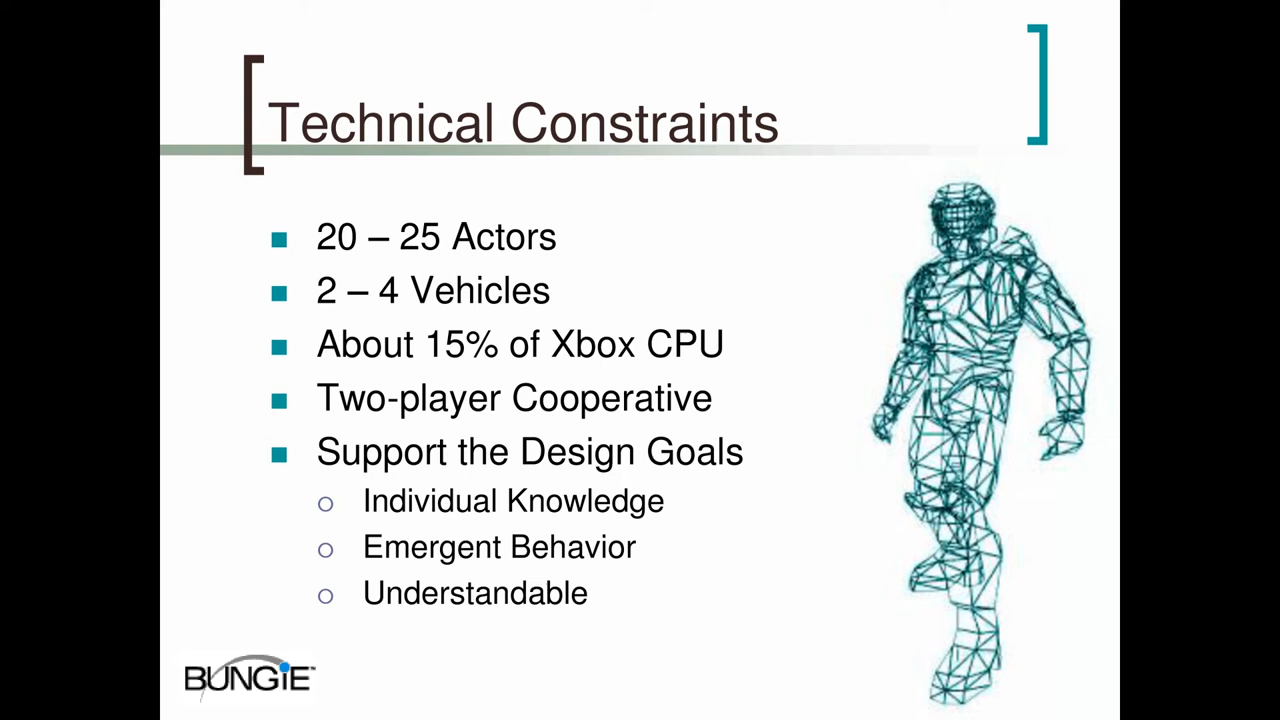 Technical Constraints
20 – 25 Actors
2 – 4 Vehicles
About 15% of Xbox CPU
Two-player Cooperative
Support the Design Goals
Individual Knowledge
Emergent Behavior
Understandable
BUNGiE™